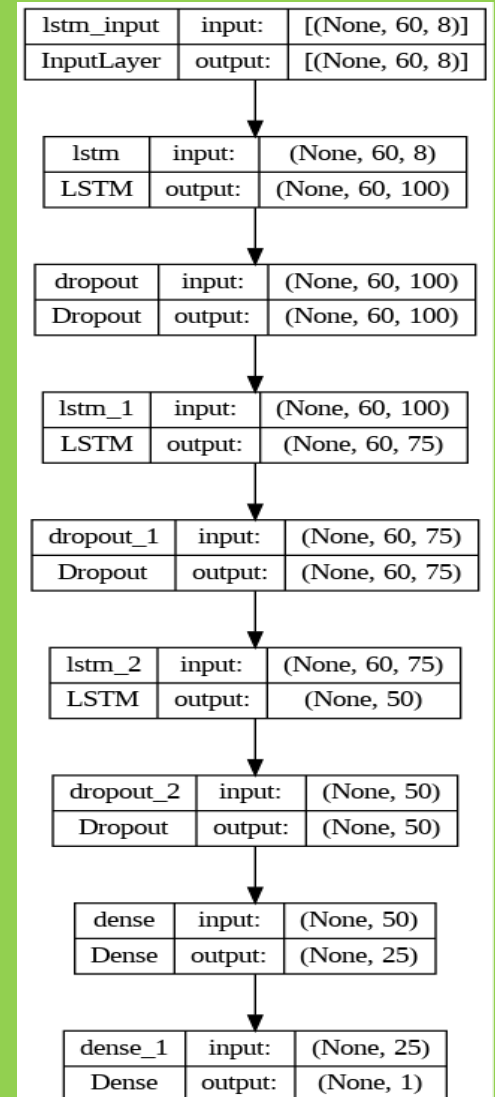 lstm_input input: [(None, 60, 8)]
InputLayer output: [(None, 60, 8)]
lstm input: (None, 60, 8)
LSTM output: (None, 60, 100)
dropout input: (None, 60, 100)
Dropout output: (None, 60, 100)
lstm_1 input: (None, 60, 100)
LSTM output: (None, 60, 75)
dropout_1 input: (None, 60, 75)
Dropout output: (None, 60, 75)
lstm_2 input: (None, 60, 75)
LSTM output: (None, 50)
dropout_2 input: (None, 50)
Dropout output: (None, 50)
dense input: (None, 50)
Dense output: (None, 25)
dense_1 input: (None, 25)
Dense output: (None, 1)